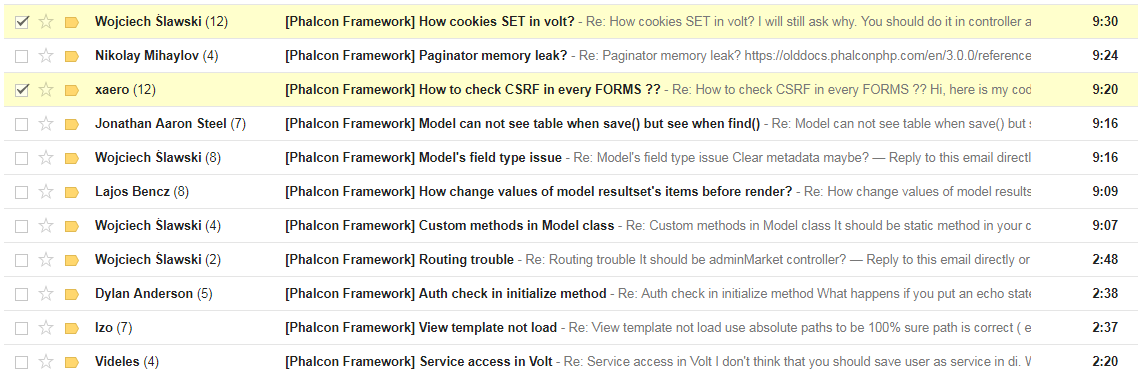 Wojciech Ślawski (12) [Phalcon Framework] How cookies SET in volt? - Re: How cookies SET in volt? I will still ask why. You should do it in controller a 9:30
Nikolay Mihaylov (4) [Phalcon Framework] Paginator memory leak? - Re: Paginator memory leak? https://olddocs.phalconphp.com/en/3.0.0/reference 9:24
xaero (12) [Phalcon Framework] How to check CSRF in every FORMS ?? - Re: How to check CSRF in every FORMS ?? Hi, here is my cod 9:20
Jonathan Aaron Steel (7) [Phalcon Framework] Model can not see table when save() but see when find() - Re: Model can not see table when save() but 9:16
Wojciech Ślawski (8) [Phalcon Framework] Model's field type issue - Re: Model's field type issue Clear metadata maybe? — Reply to this email directl 9:16
Lajos Bencz (8) [Phalcon Framework] How change values of model resultset's items before render? - Re: How change values of model results 9:09
Wojciech Ślawski (4) [Phalcon Framework] Custom methods in Model class - Re: Custom methods in Model class It should be static method in your c 9:07
Wojciech Ślawski (2) [Phalcon Framework] Routing trouble - Re: Routing trouble It should be adminMarket controller? — Reply to this email directly or 2:48
Dylan Anderson (5) [Phalcon Framework] Auth check in initialize method - Re: Auth check in initialize method What happens if you put an echo state 2:38
Izo (7) [Phalcon Framework] View template not load - Re: View template not load use absolute paths to be 100% sure path is correct ( e 2:37
Videles (4) [Phalcon Framework] Service access in Volt - Re: Service access in Volt I don't think that you should save user as service in di. W 2:20